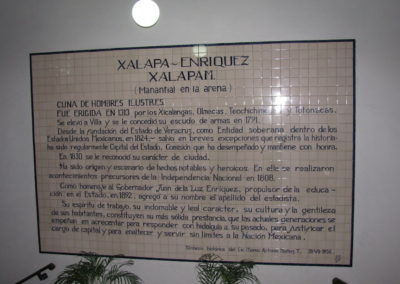 XALAPA-ENRIQUEZ
XALAPAM.
(Manantial en la arena)
CUNA DE HOMBRES ILUSTRES
FUE ERIGIDA EN 1313 por los Xicalangas, Olmecas, Teochichimecas y Totonacas.
Se elevó a Villa y se le concedió su escudo de armas en 1791.
Desde la fundación del Estado de Veracruz, como Entidad soberana dentro de los
Estados Unidos Mexicanos, en 1824,- salvo en breves excepciones que registra la historia-
ha sido regularmente Capital del Estado. Comisión que ha desempeñado y mantiene con honra.
En 1830 se le reconoció su carácter de ciudad.
Ha sido origen y escenario de hechos notables y heroicos. En ella se realizaron
acontecimientos precursores de la Independencia Nacional en 1808.-
Como homenaje al Gobernador Juan de la Luz Enríquez, propulsor de la educa-
ción en el Estado, en 1892, agregó a su nombre el apellido del estadista.
Su espíritu de trabajo, su indomable y leal carácter, su cultura y la gentileza
de sus habitantes, constituyen su más sólida prestancia, que las actuales generaciones se
empeñan en acrecentar para responder con hidalguía a su pasado, para justificar el
cargo de capital y para enaltecer y servir sin límites a la Nación Mexicana.
Síntesis histórica del Lic.